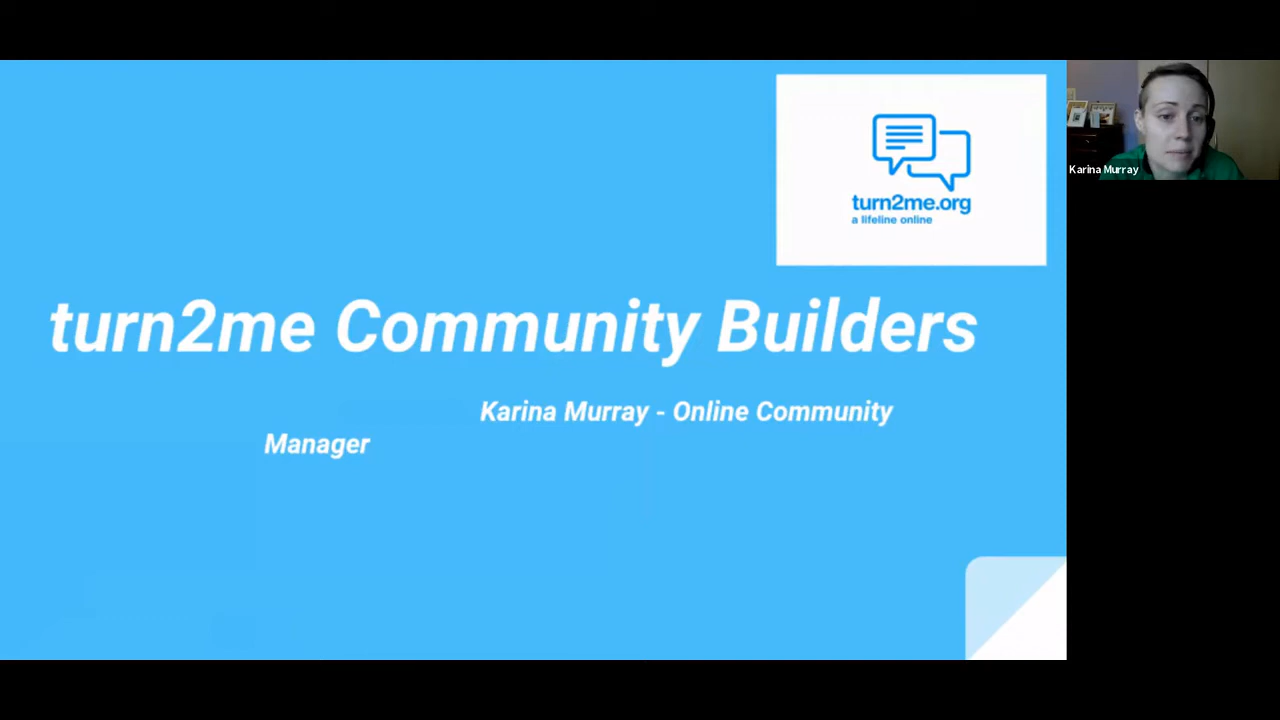 turn2me.org
a lifeline online
Karina Murray
turn2me Community Builders
Karina Murray - Online Community
Manager